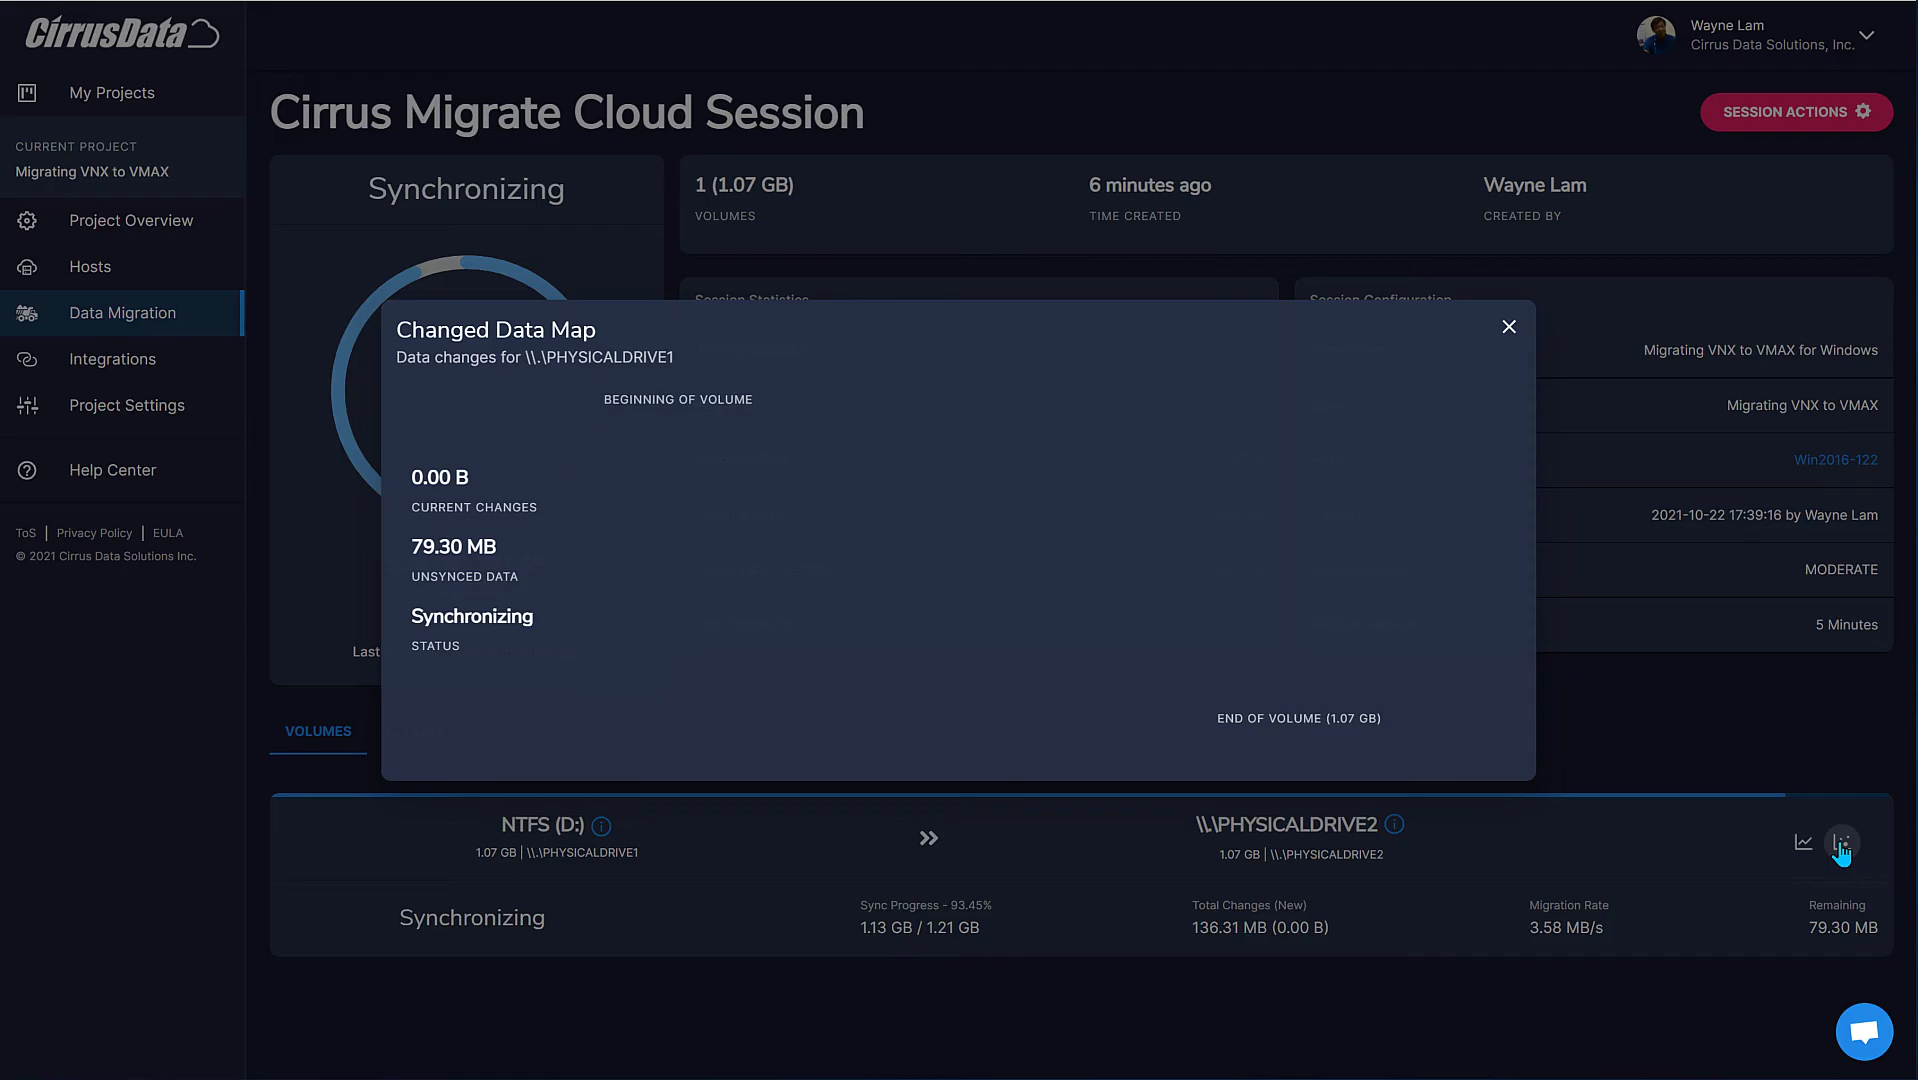 CirrusData
Wayne Lam
Cirrus Data Solutions, Inc.
My Projects
CURRENT PROJECT
Migrating VNX to VMAX
Project Overview
Hosts
Data Migration
Integrations
Project Settings
Help Center
ToS | Privacy Policy | EULA
© 2021 Cirrus Data Solutions Inc.
Cirrus Migrate Cloud Session
SESSION ACTIONS
Synchronizing
1 (1.07 GB)
VOLUMES
6 minutes ago
TIME CREATED
Wayne Lam
CREATED BY
Session Statistics
Session Configuration
Migrating VNX to VMAX for Windows
Migrating VNX to VMAX
Win2016-122
2021-10-22 17:39:16 by Wayne Lam
MODERATE
5 Minutes
Last
Changed Data Map
Data changes for \\.\PHYSICALDRIVE1
BEGINNING OF VOLUME
0.00 B
CURRENT CHANGES
79.30 MB
UNSYNCED DATA
Synchronizing
STATUS
END OF VOLUME (1.07 GB)
VOLUMES
NTFS (D:)
1.07 GB | \\.\PHYSICALDRIVE1
\\.\PHYSICALDRIVE2
1.07 GB | \\.\PHYSICALDRIVE2
Synchronizing
Sync Progress - 93.45%
1.13 GB / 1.21 GB
Total Changes (New)
136.31 MB (0.00 B)
Migration Rate
3.58 MB/s
Remaining
79.30 MB